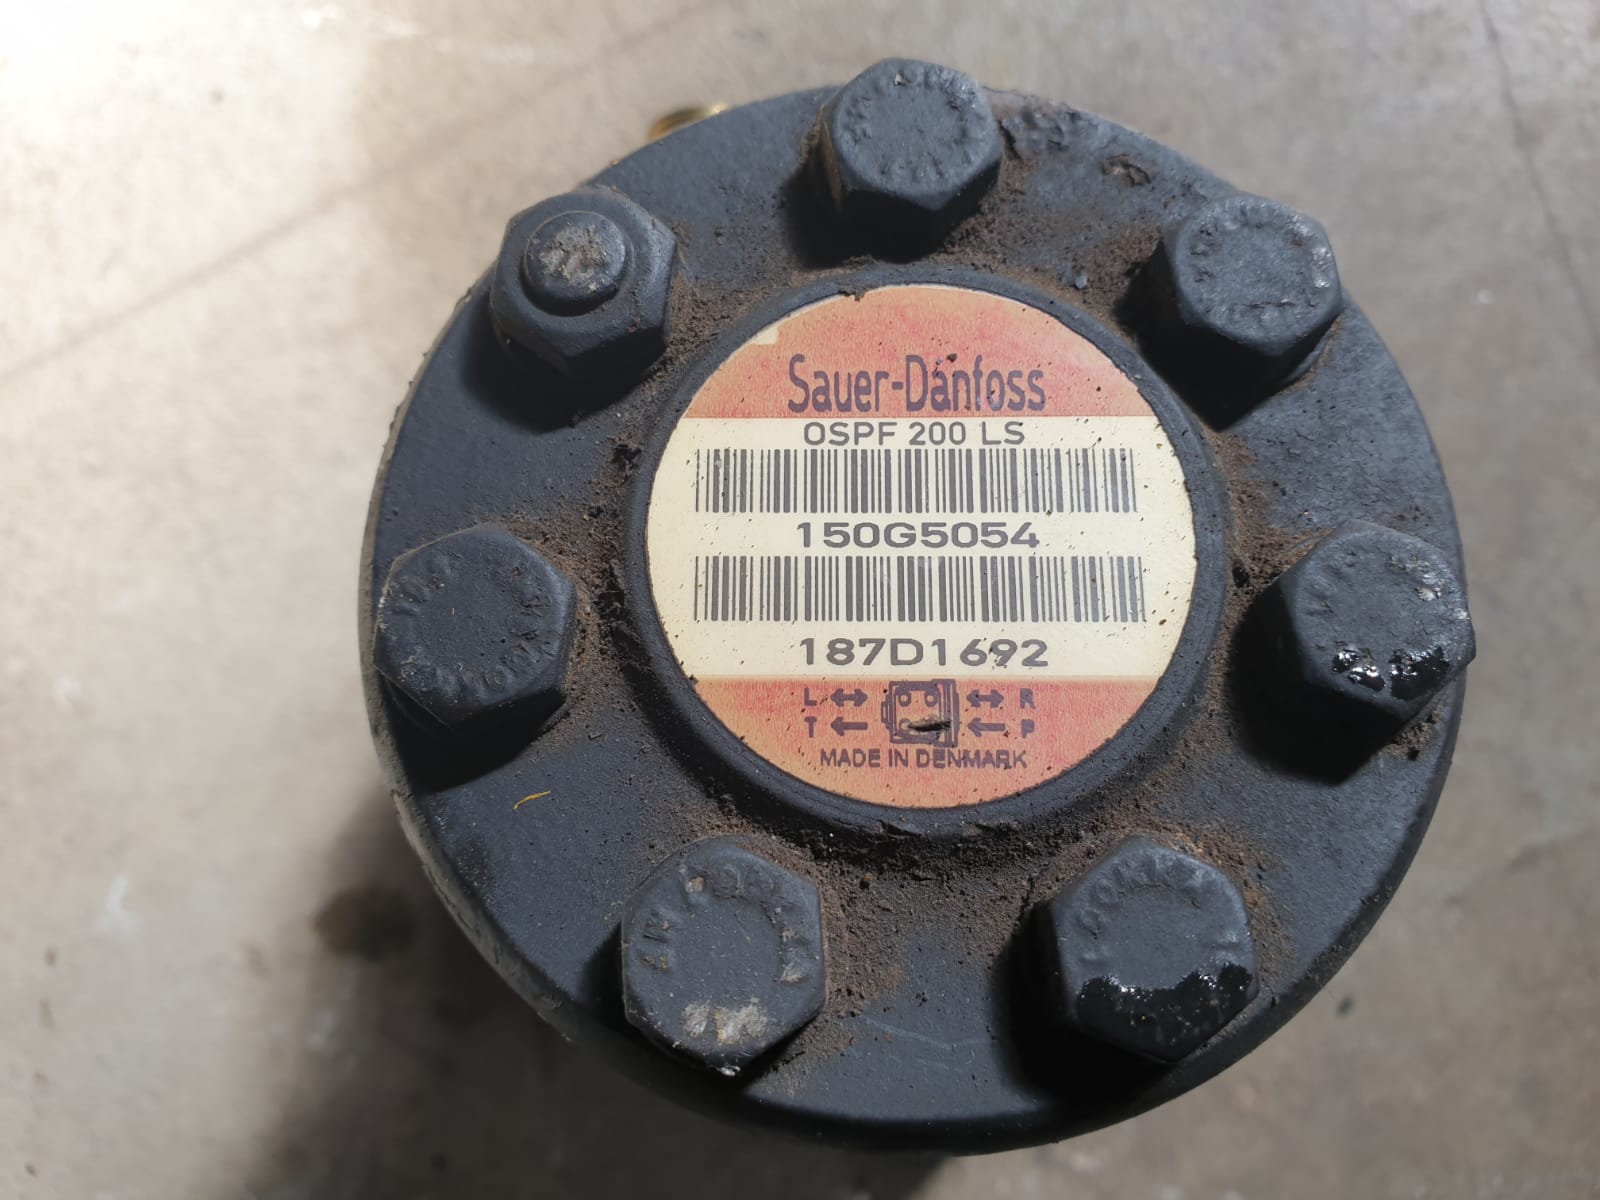 Sauer-Danfoss
OSPF 200 LS
150G5054
187D1692
L R
T P
MADE IN DENMARK